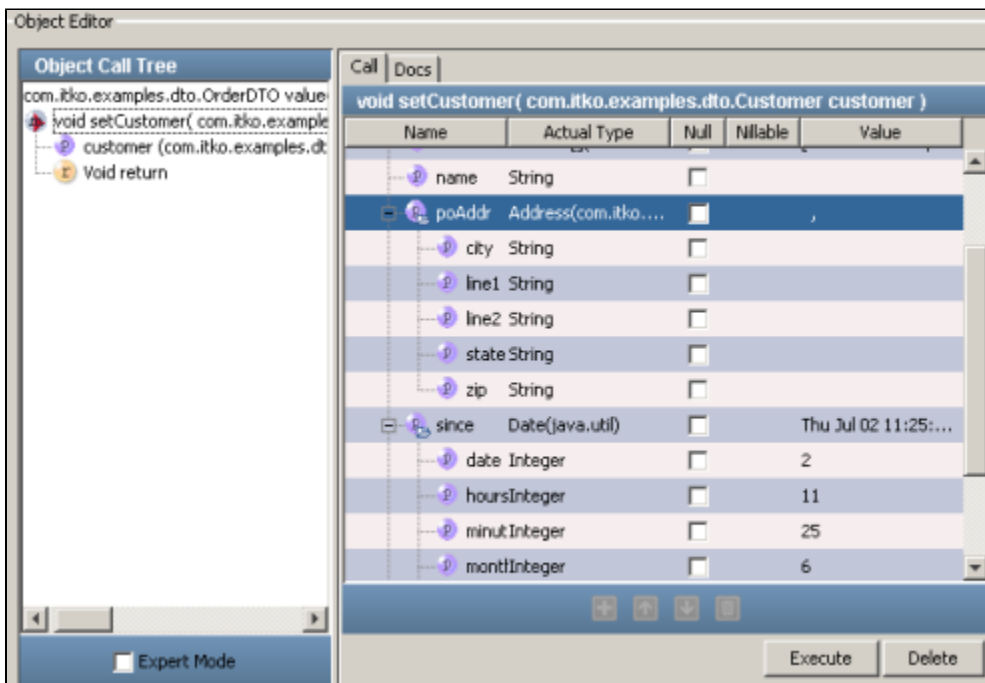 Object Editor
Object Call Tree
com.itko.examples.dto.OrderDTO value
void setCustomer( com.itko.example
customer (com.itko.examples.dt
Void return
Expert Mode
Call Docs
void setCustomer( com.itko.examples.dto.Customer customer )
Name Actual Type Null Nillable Value
name String
poAddr Address(com.itko.... ,
city String
line1 String
line2 String
state String
zip String
since Date(java.util) Thu Jul 02 11:25:...
date Integer 2
hours Integer 11
minut Integer 25
mont Integer 6
Execute Delete